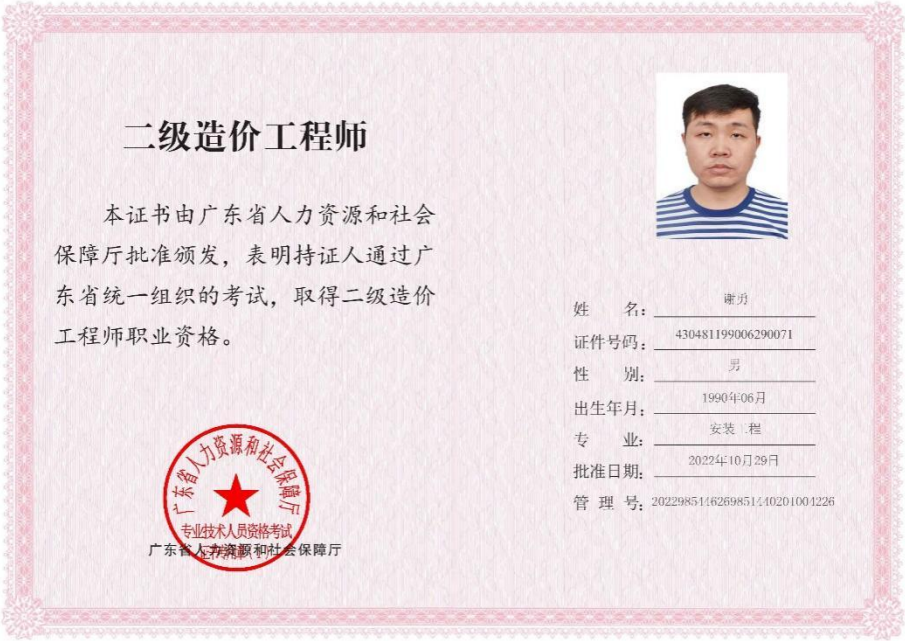 二级造价工程师
本证书由广东省人力资源和社会
保障厅批准颁发，表明持证人通过广
东省统一组织的考试，取得二级造价
工程师职业资格。
姓 名：谢勇
证件号码：430481199006290071
性 别：男
出生年月：1990年06月
专 业：安装工程
批准日期：2022年10月29日
管 理 号：2022985446269851440201004226
广东省人力资源和社会保障厅
专业技术人员资格考试
广东省人力资源和社会保障厅